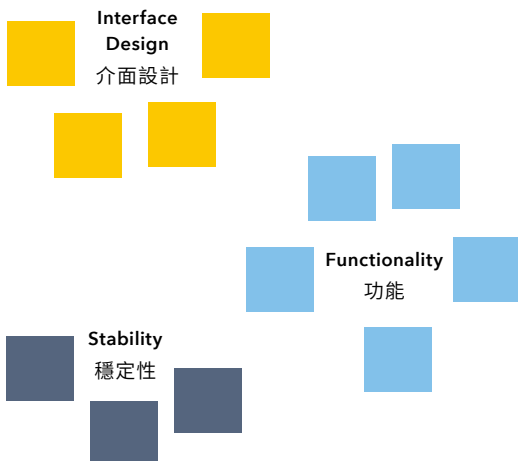 Interface
Design
介面設計
Functionality
功能
Stability
穩定性